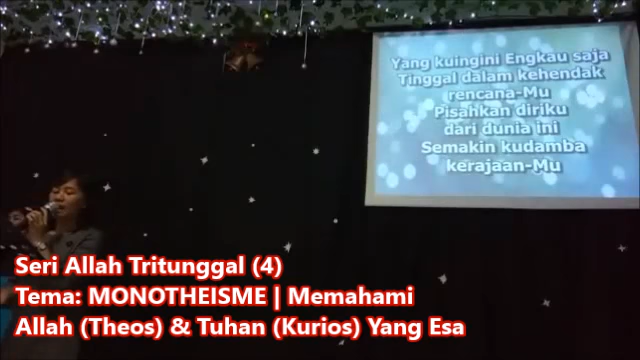 Yang kuingini Engkau saja
Tinggal dalam kehendak
rencana-Mu
Pisahkan diriku
dari dunia ini
Semakin kudamba
kerajaan-Mu
Seri Allah Tritunggal (4)
Tema: MONOTHEISME | Memahami
Allah (Theos) & Tuhan (Kurios) Yang Esa